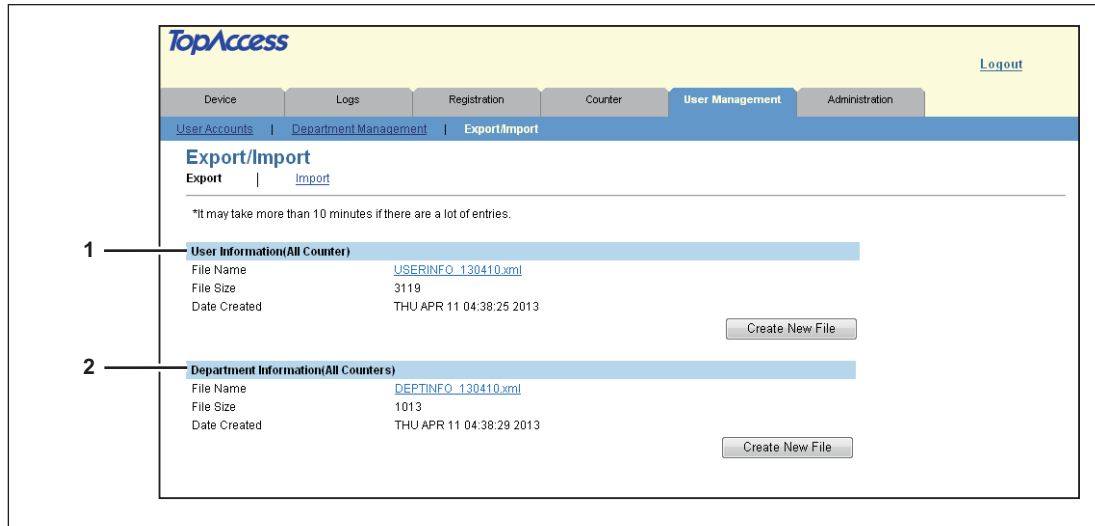 TopAccess
Logout
Device Logs Registration Counter User Management Administration
User Accounts | Department Management | Export/Import
Export/Import
Export | Import
*It may take more than 10 minutes if there are a lot of entries.
1
User Information(All Counter)
File Name USERINFO_130410.xml
File Size 3119
Date Created THU APR 11 04:38:25 2013
Create New File
2
Department Information(All Counters)
File Name DEPTINFO_130410.xml
File Size 1013
Date Created THU APR 11 04:38:29 2013
Create New File